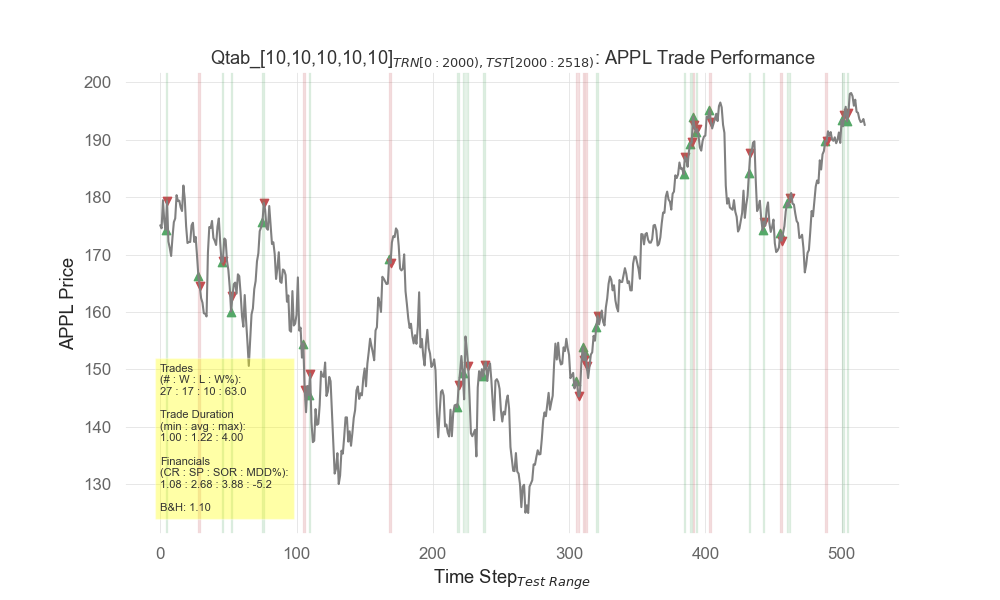 Qtab_[10,10,10,10,10]TRN[0 : 2000), TST[2000 : 2518) : APPL Trade Performance
200
190
180
170
160
150
140
130
APPL Price
Trades
(# : W : L : W%):
27 : 17 : 10 : 63.0
Trade Duration
(min : avg : max):
1.00 : 1.22 : 4.00
Financials
(CR : SP : SOR : MDD%):
1.08 : 2.68 : 3.88 : -5.2
B&H: 1.10
0 100 200 300 400 500
Time StepTest Range